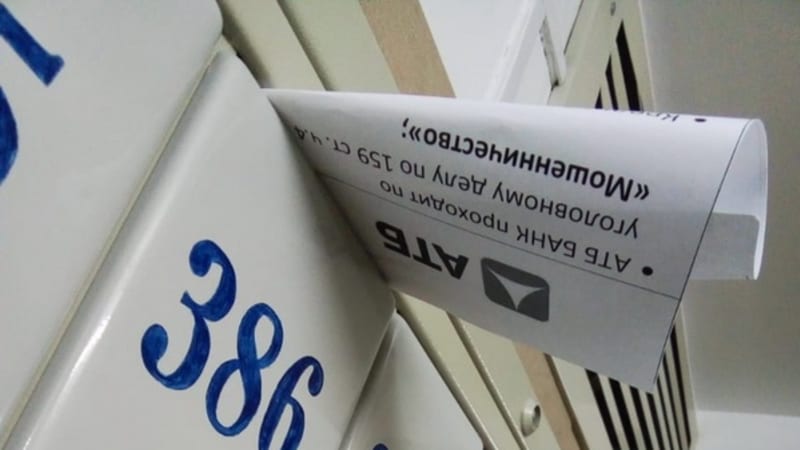 АТБ
• АТБ БАНК проходит по
уголовному делу по 159 ст. ч.4
«Мошенничество»;
386